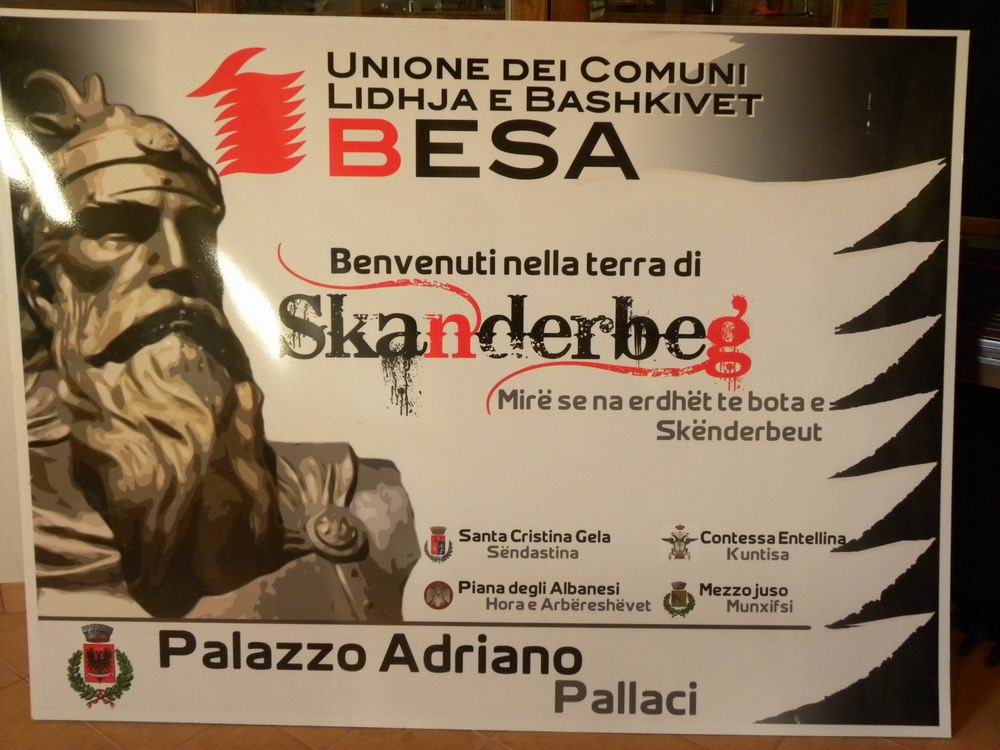 UNIONE DEI COMUNI
LIDHJA E BASHKIVET
BESA
Benvenuti nella terra di
Skanderbeg
Mirë se na erdhët te bota e
Skënderbeut
Santa Cristina Gela
Sëndastina
Contessa Entellina
Kuntisa
Piana degli Albanesi
Hora e Arbëreshëvet
Mezzojuso
Munxifsi
Palazzo Adriano
Pallaci